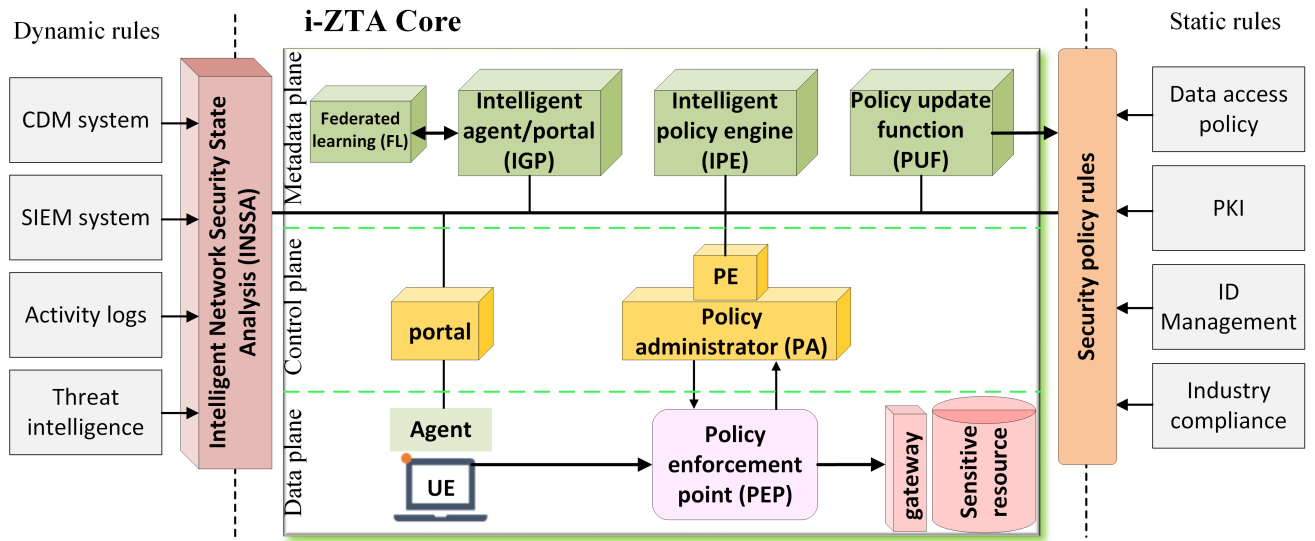 Dynamic rules
i-ZTA Core
Static rules
CDM system
SIEM system
Activity logs
Threat
intelligence
Intelligent Network Security State
Analysis (INSSA)
Metadata plane
Federated
learning (FL)
Intelligent
agent/portal
(IGP)
Intelligent
policy engine
(IPE)
Policy update
function
(PUF)
Control plane
portal
PE
Policy
administrator (PA)
Data plane
Agent
UE
Policy
enforcement
point (PEP)
gateway
Sensitive
resource
Security policy rules
Data access
policy
PKI
ID
Management
Industry
compliance